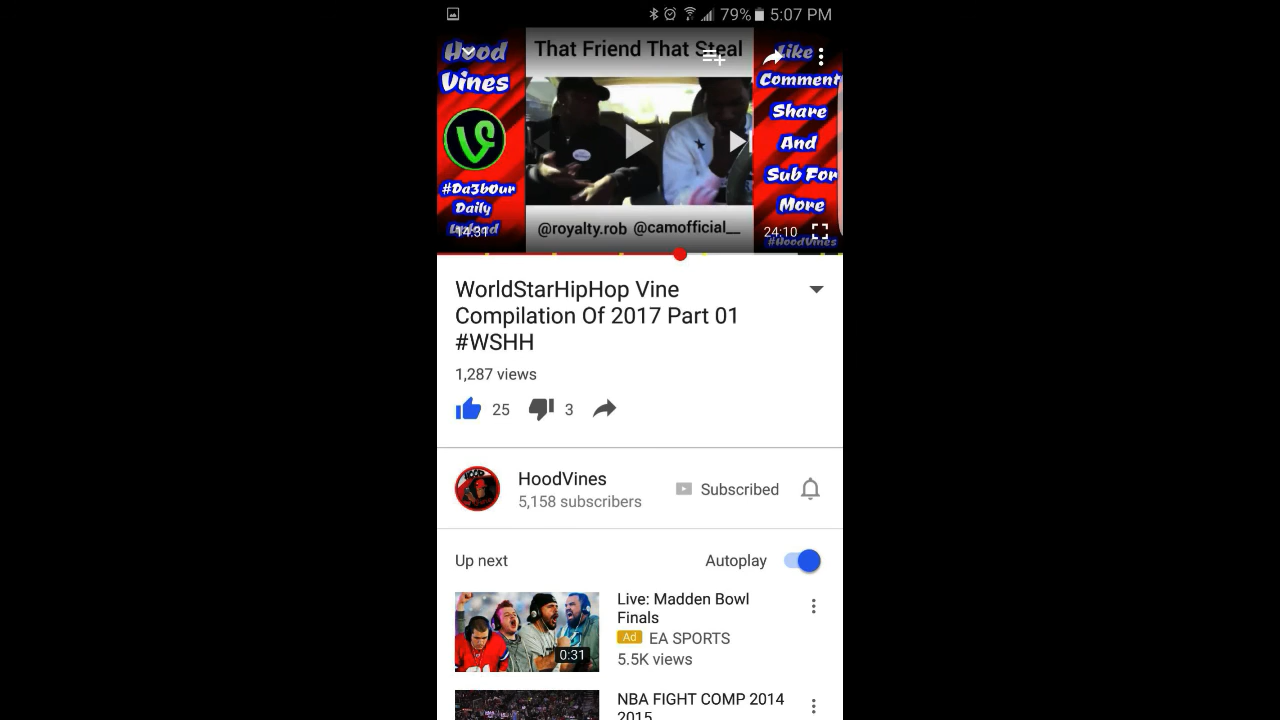 79% 5:07 PM
Hood
Vines
#Da3bOur
Daily
Upload
14:31
That Friend That Steal
@royalty.rob @camofficial__
Like
Comment
Share
And
Sub For
More
24:10
#HoodVines
WorldStarHipHop Vine
Compilation Of 2017 Part 01
#WSHH
1,287 views
25 3
HoodVines
5,158 subscribers
Subscribed
Up next Autoplay
0:31
Live: Madden Bowl
Finals
Ad EA SPORTS
5.5K views
NBA FIGHT COMP 2014
2015